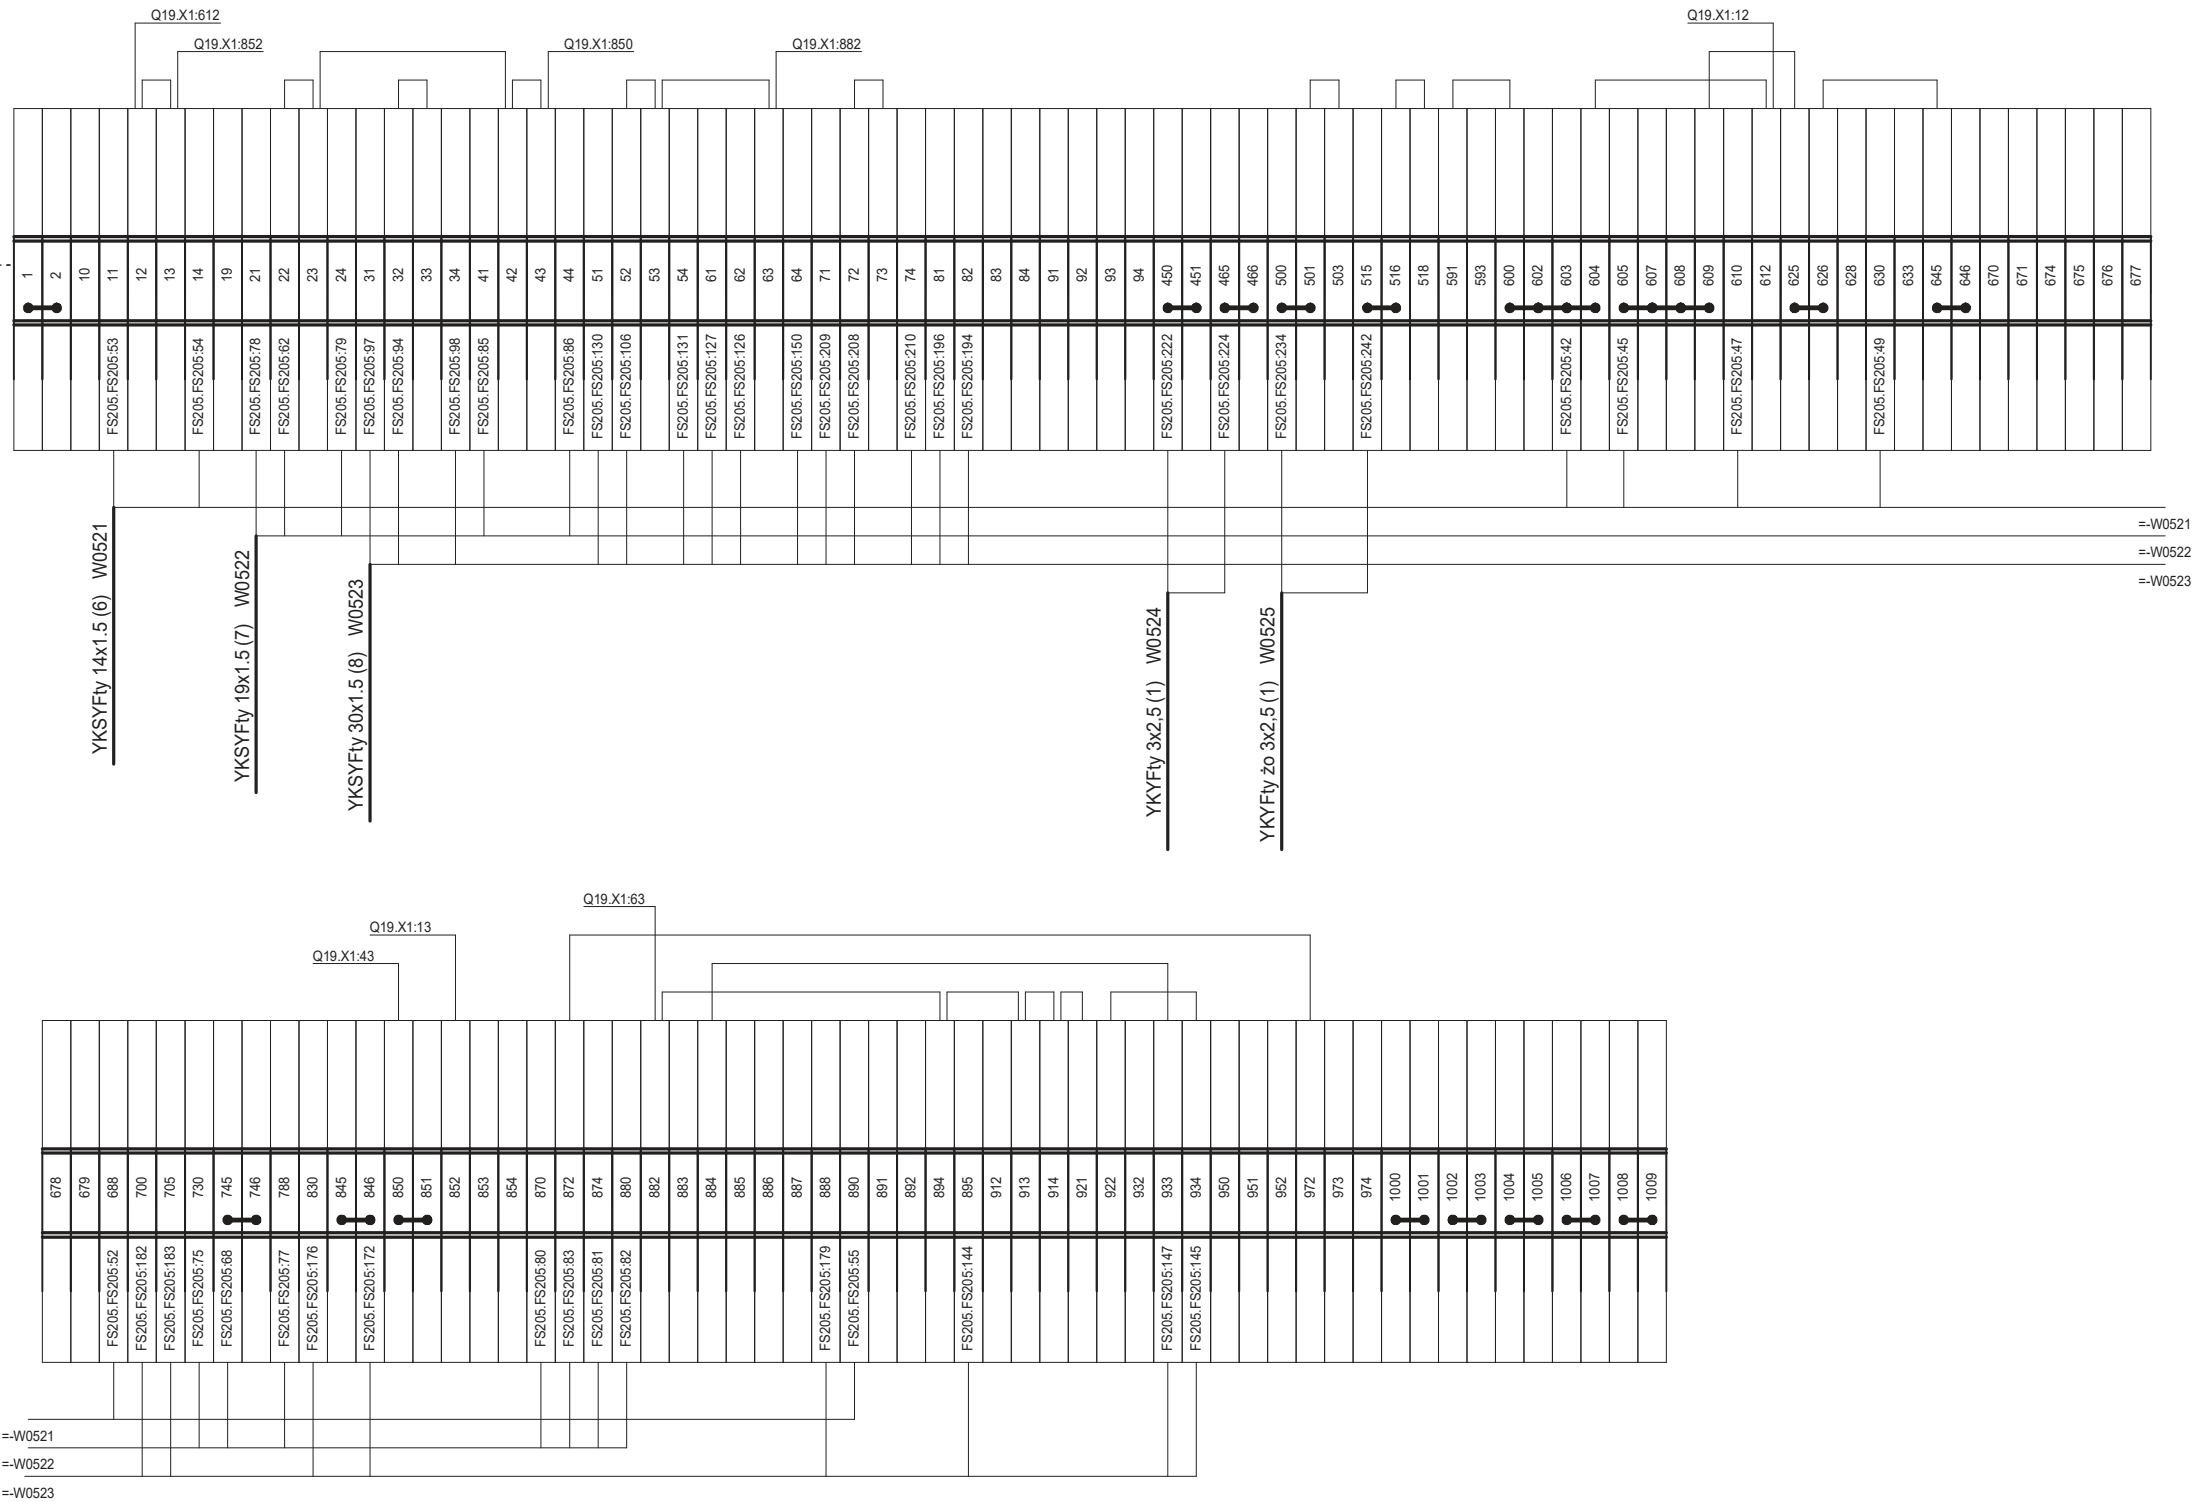 Q19.X1:612
Q19.X1:12
Q19.X1:852
Q19.X1:850
Q19.X1:882
1 2 10 11 12 13 14 19 21 22 23 24 31 32 33 34 41 42 43 44 51 52 53 54 61 62 63 64 71 72 73 74 81 82 83 84 91 92 93 94 450 451 465 466 500 501 503 515 516 518 591 593 600 602 603 604 605 607 608 609 610 612 625 626 628 630 633 645 646 670 671 674 675 676 677
FS205.FS205:53
FS205.FS205:54
FS205.FS205:78
FS205.FS205:62
FS205.FS205:79
FS205.FS205:97
FS205.FS205:94
FS205.FS205:98
FS205.FS205:85
FS205.FS205:86
FS205.FS205:130
FS205.FS205:106
FS205.FS205:131
FS205.FS205:127
FS205.FS205:126
FS205.FS205:150
FS205.FS205:209
FS205.FS205:208
FS205.FS205:210
FS205.FS205:196
FS205.FS205:194
FS205.FS205:222
FS205.FS205:224
FS205.FS205:234
FS205.FS205:242
FS205.FS205:42
FS205.FS205:45
FS205.FS205:47
FS205.FS205:49
=-W0521
=-W0522
=-W0523
YKSYFty 14x1.5 (6) W0521
YKSYFty 19x1.5 (7) W0522
YKSYFty 30x1.5 (8) W0523
YKYFty 3x2,5 (1) W0524
YKYFty żo 3x2,5 (1) W0525
Q19.X1:63
Q19.X1:13
Q19.X1:43
678 679 688 700 705 730 745 746 788 830 845 846 850 851 852 853 854 870 872 874 880 882 883 884 885 886 887 888 890 891 892 894 895 912 913 914 921 922 932 933 934 950 951 952 972 973 974 1000 1001 1002 1003 1004 1005 1006 1007 1008 1009
FS205.FS205:52
FS205.FS205:182
FS205.FS205:183
FS205.FS205:75
FS205.FS205:68
FS205.FS205:77
FS205.FS205:176
FS205.FS205:172
FS205.FS205:80
FS205.FS205:83
FS205.FS205:81
FS205.FS205:82
FS205.FS205:179
FS205.FS205:55
FS205.FS205:144
FS205.FS205:147
FS205.FS205:145
=-W0521
=-W0522
=-W0523